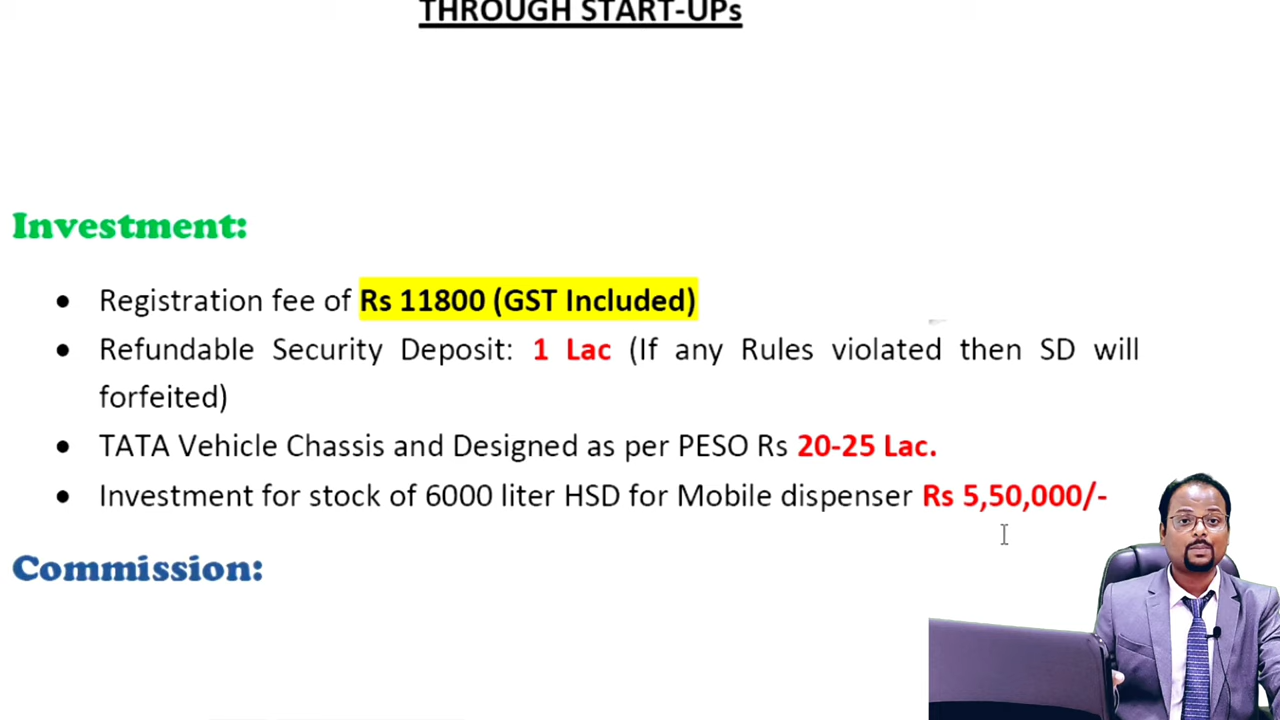 THROUGH START-UPs
Investment:
• Registration fee of Rs 11800 (GST Included)
• Refundable Security Deposit: 1 Lac (If any Rules violated then SD will
forfeited)
• TATA Vehicle Chassis and Designed as per PESO Rs 20-25 Lac.
• Investment for stock of 6000 liter HSD for Mobile dispenser Rs 5,50,000/-
Commission: